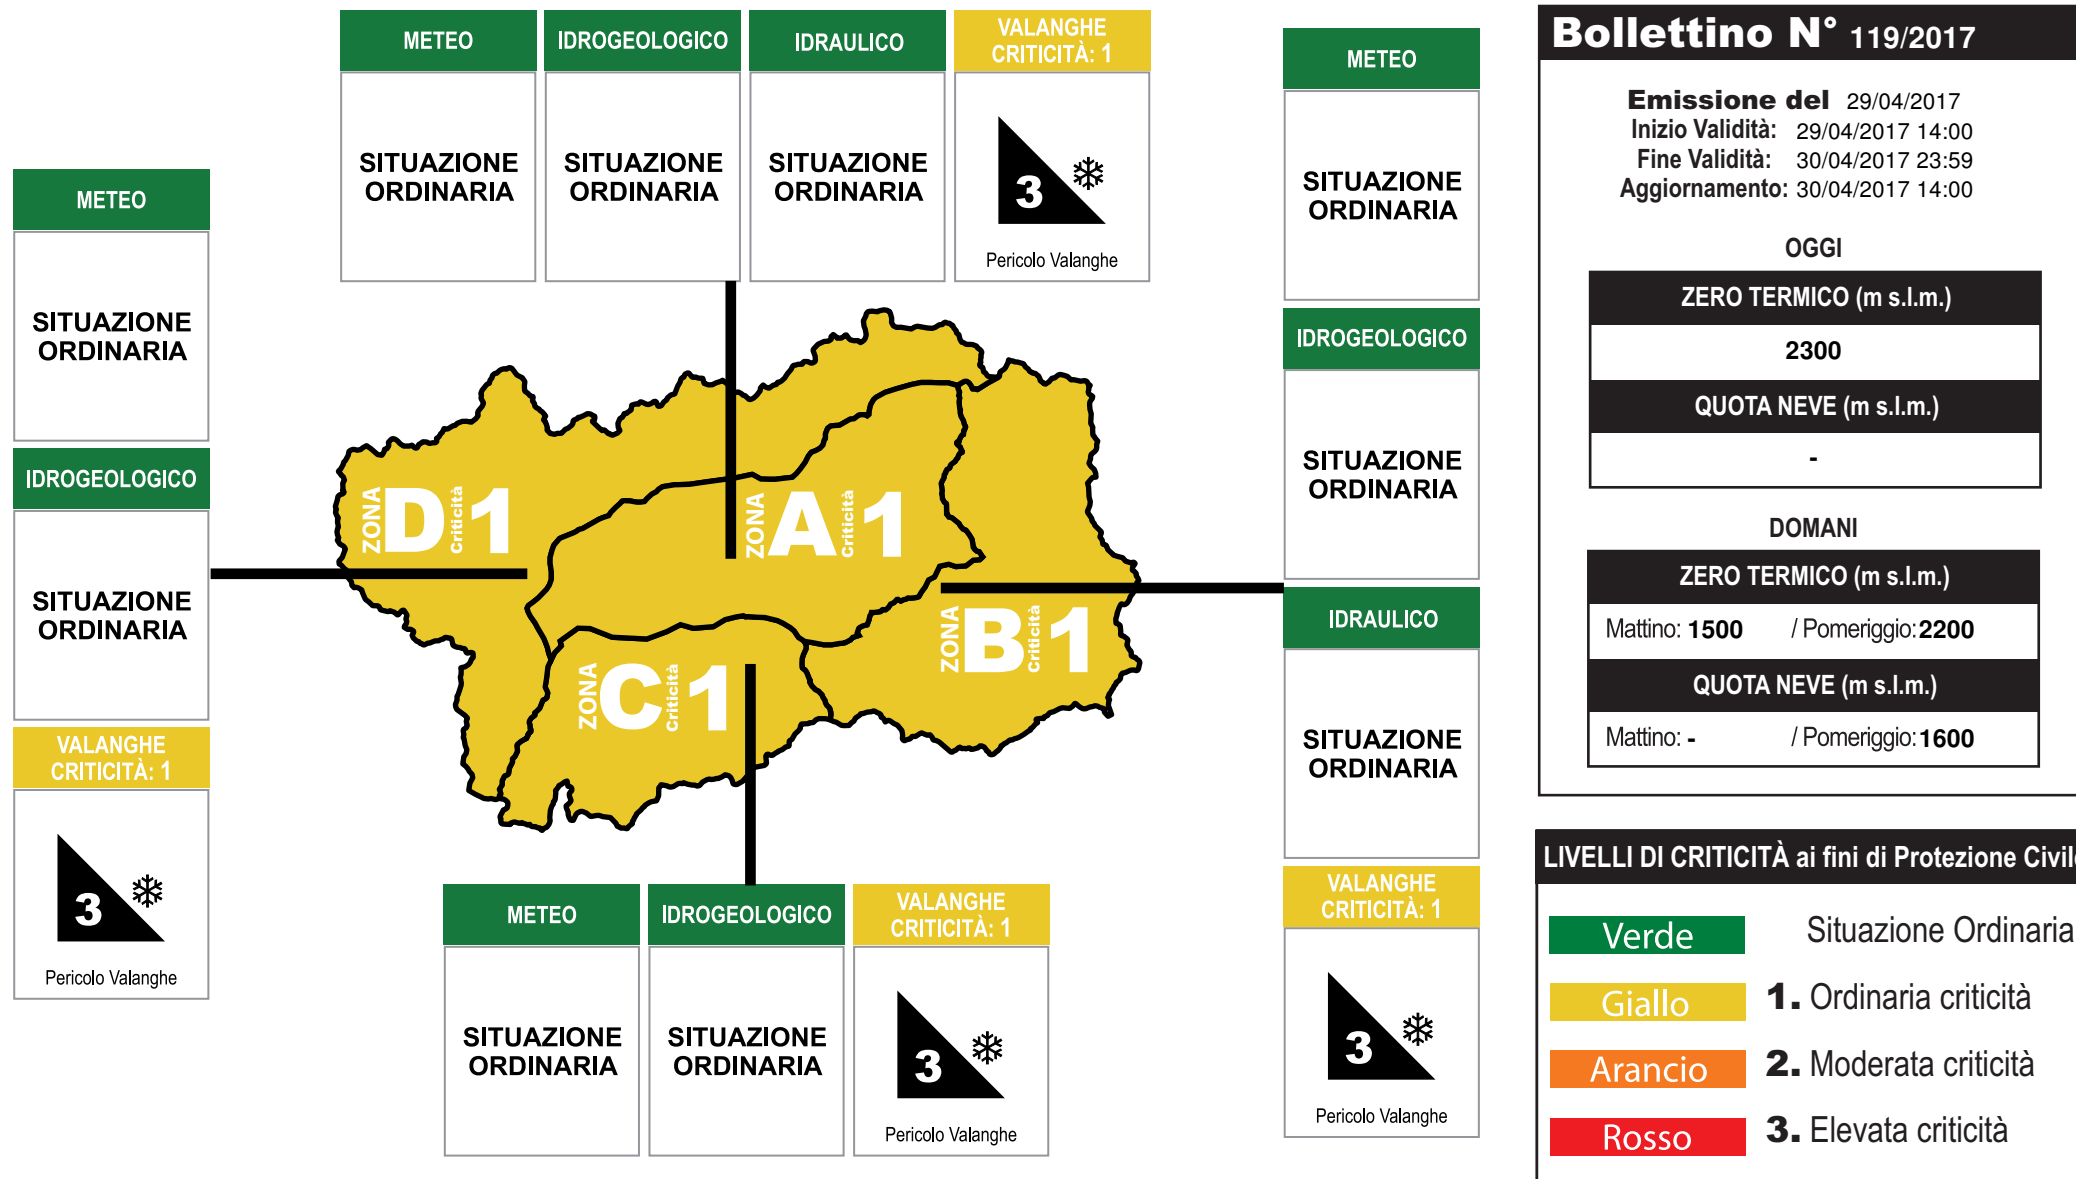 METEO
SITUAZIONE
ORDINARIA
IDROGEOLOGICO
SITUAZIONE
ORDINARIA
IDRAULICO
SITUAZIONE
ORDINARIA
VALANGHE
CRITICITÀ: 1
3
Pericolo Valanghe
METEO
SITUAZIONE
ORDINARIA
IDROGEOLOGICO
SITUAZIONE
ORDINARIA
VALANGHE
CRITICITÀ: 1
3
Pericolo Valanghe
ZONA D Criticità 1
ZONA A Criticità 1
ZONA B Criticità 1
ZONA C Criticità 1
METEO
SITUAZIONE
ORDINARIA
IDROGEOLOGICO
SITUAZIONE
ORDINARIA
VALANGHE
CRITICITÀ: 1
3
Pericolo Valanghe
METEO
SITUAZIONE
ORDINARIA
IDROGEOLOGICO
SITUAZIONE
ORDINARIA
IDRAULICO
SITUAZIONE
ORDINARIA
VALANGHE
CRITICITÀ: 1
3
Pericolo Valanghe
Bollettino N° 119/2017
Emissione del 29/04/2017
Inizio Validità: 29/04/2017 14:00
Fine Validità: 30/04/2017 23:59
Aggiornamento: 30/04/2017 14:00
OGGI
ZERO TERMICO (m s.l.m.)
2300
QUOTA NEVE (m s.l.m.)
-
DOMANI
ZERO TERMICO (m s.l.m.)
Mattino: 1500 / Pomeriggio: 2200
QUOTA NEVE (m s.l.m.)
Mattino: - / Pomeriggio: 1600
LIVELLI DI CRITICITÀ ai fini di Protezione Civile
Verde Situazione Ordinaria
Giallo 1. Ordinaria criticità
Arancio 2. Moderata criticità
Rosso 3. Elevata criticità